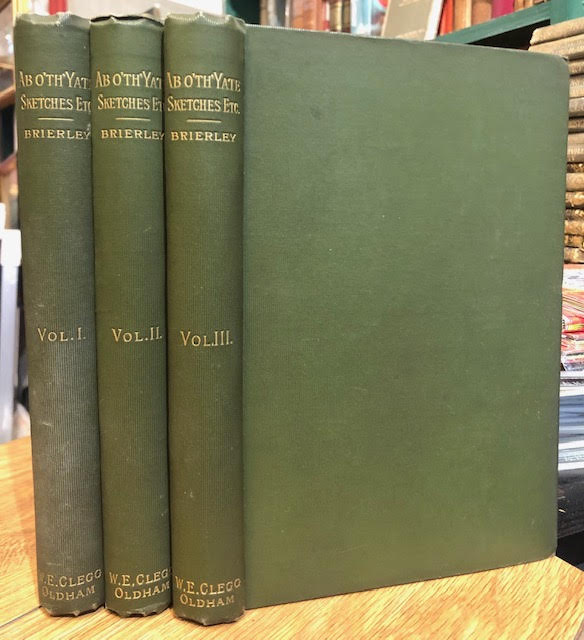 AB O'TH' YATE
SKETCHES ETC.
BRIERLEY
VOL. I.
W.E. CLEGG
OLDHAM
AB O'TH' YATE
SKETCHES ETC.
BRIERLEY
VOL. II.
W.E. CLEGG
OLDHAM
AB O'TH' YATE
SKETCHES ETC.
BRIERLEY
VOL. III.
W.E. CLEGG
OLDHAM